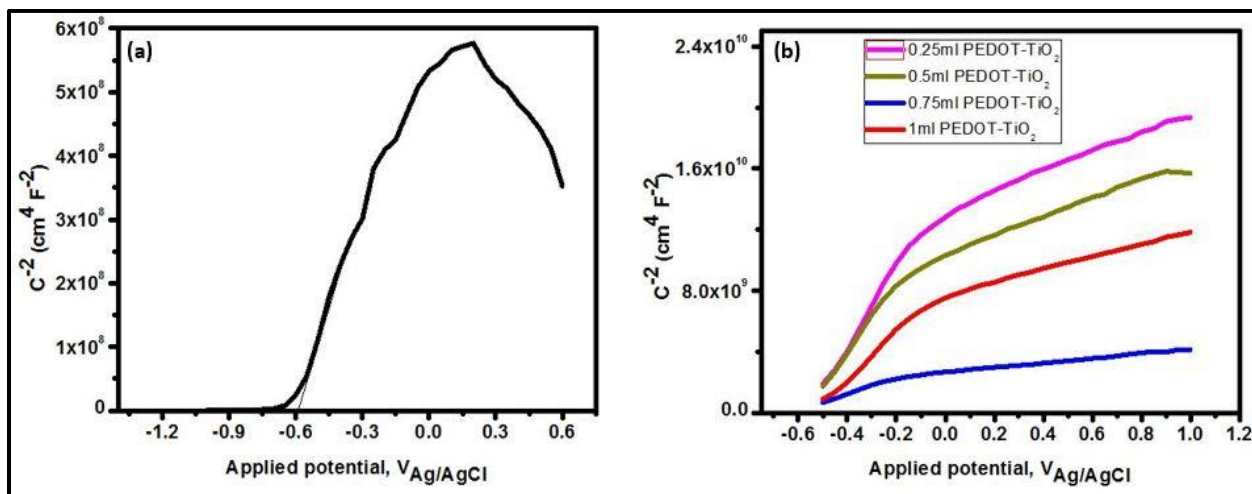 (a)
6x10⁸
5x10⁸
4x10⁸
3x10⁸
2x10⁸
1x10⁸
0
C⁻² (cm⁴ F⁻²)
-1.2 -0.9 -0.6 -0.3 0.0 0.3 0.6
Applied potential, V_Ag/AgCl
(b)
0.25ml PEDOT-TiO₂
0.5ml PEDOT-TiO₂
0.75ml PEDOT-TiO₂
1ml PEDOT-TiO₂
2.4x10¹⁰
1.6x10¹⁰
8.0x10⁹
0.0
C⁻² (cm⁴ F⁻²)
-0.6 -0.4 -0.2 0.0 0.2 0.4 0.6 0.8 1.0 1.2
Applied potential, V_Ag/AgCl